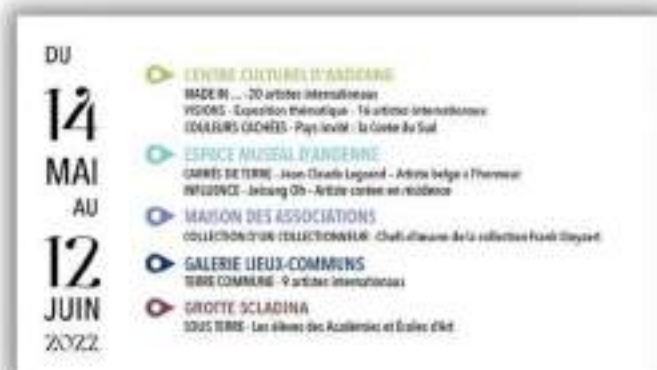 DU
14
MAI
AU
12
JUIN
2022
CENTRE CULTUREL D'ANDENNE
MADE IN ... - 20 artistes internationaux
VISIONS - Exposition thématique - 16 artistes internationaux
COULEURS CACHÉES - Pays invité : la Corée du Sud
ESPACE MUSÉAL D'ANDENNE
CARRÉS DE TERRE - Jean-Claude Legrand - Artiste belge à l'honneur
INFLUENCE - Jeisung Oh - Artiste coréen en résidence
MAISON DES ASSOCIATIONS
COLLECTION D'UN COLLECTIONNEUR - Chefs d'œuvre de la collection Frank Steyaert
GALERIE LIEUX-COMMUNS
TERRE COMMUNE - 9 artistes internationaux
GROTTE SCLADINA
SOUS TERRE - Les élèves des Académies et Écoles d'Art